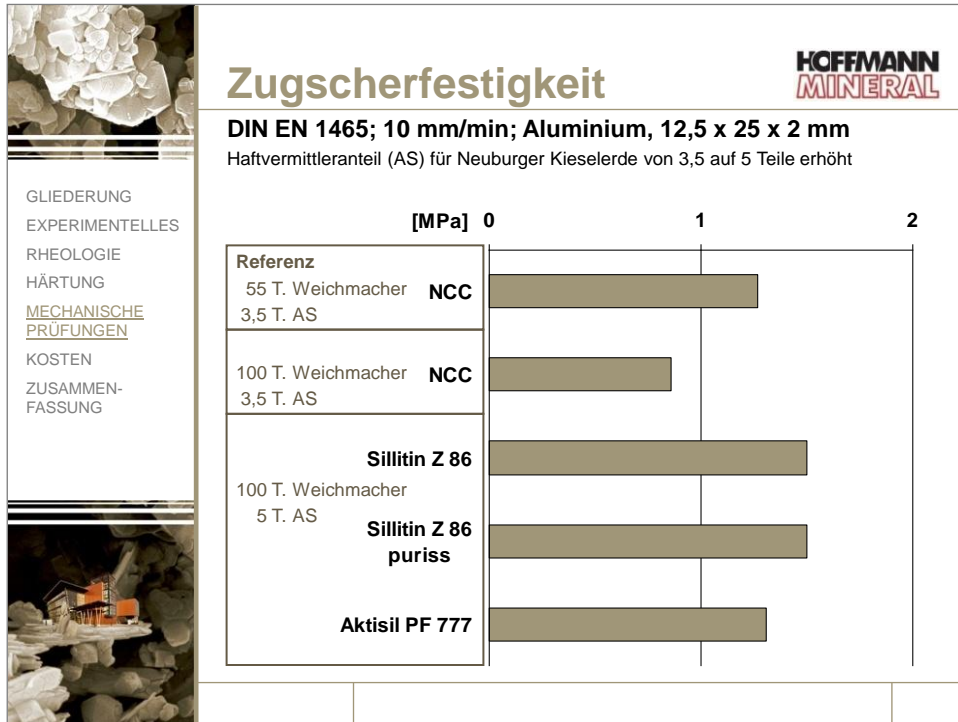 Zugscherfestigkeit
HOFFMANN
MINERAL
DIN EN 1465; 10 mm/min; Aluminium, 12,5 x 25 x 2 mm
Haftvermittleranteil (AS) für Neuburger Kieselerde von 3,5 auf 5 Teile erhöht
GLIEDERUNG
EXPERIMENTELLES
RHEOLOGIE
HÄRTUNG
MECHANISCHE
PRÜFUNGEN
KOSTEN
ZUSAMMEN-
FASSUNG
[MPa] 0 1 2
Referenz
55 T. Weichmacher NCC
3,5 T. AS
100 T. Weichmacher NCC
3,5 T. AS
Sillitin Z 86
100 T. Weichmacher
5 T. AS
Sillitin Z 86
puriss
Aktisil PF 777